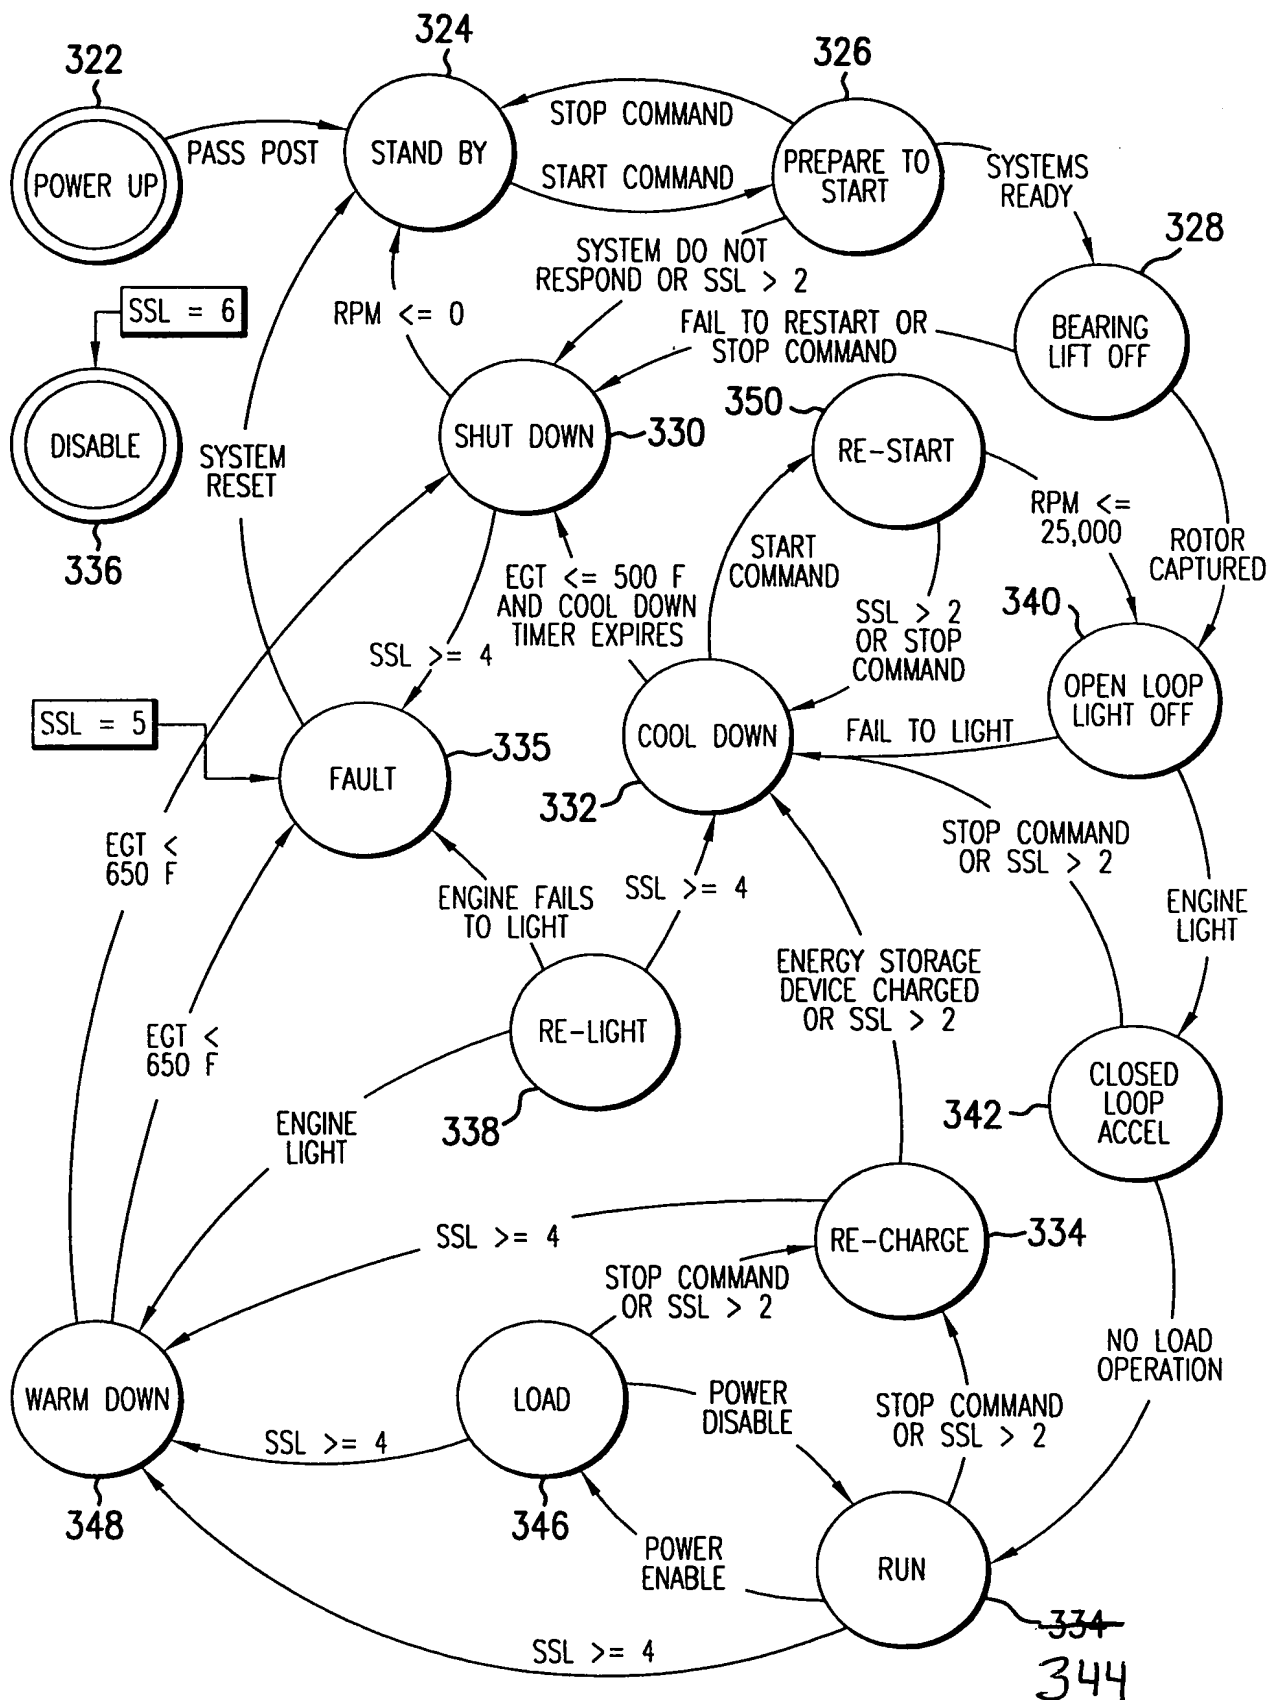 322
324
326
POWER UP
PASS POST
STAND BY
STOP COMMAND
START COMMAND
PREPARE TO
START
SYSTEMS
READY
328
SSL = 6
RPM <= 0
SYSTEM DO NOT
RESPOND OR SSL > 2
FAIL TO RESTART OR
STOP COMMAND
BEARING
LIFT OFF
DISABLE
336
SYSTEM
RESET
SHUT DOWN
330
350
RE-START
RPM <=
25,000
ROTOR
CAPTURED
START
COMMAND
EGT <= 500 F
AND COOL DOWN
TIMER EXPIRES
SSL > 2
OR STOP
COMMAND
340
SSL >= 4
SSL = 5
FAULT
335
COOL DOWN
332
FAIL TO LIGHT
OPEN LOOP
LIGHT OFF
EGT <
650 F
ENGINE FAILS
TO LIGHT
SSL >= 4
STOP COMMAND
OR SSL > 2
ENGINE
LIGHT
ENERGY STORAGE
DEVICE CHARGED
OR SSL > 2
EGT <
650 F
RE-LIGHT
338
ENGINE
LIGHT
342
CLOSED
LOOP
ACCEL
SSL >= 4
RE-CHARGE
334
STOP COMMAND
OR SSL > 2
NO LOAD
OPERATION
WARM DOWN
348
SSL >= 4
LOAD
346
POWER
DISABLE
STOP COMMAND
OR SSL > 2
POWER
ENABLE
RUN
334
344
SSL >= 4